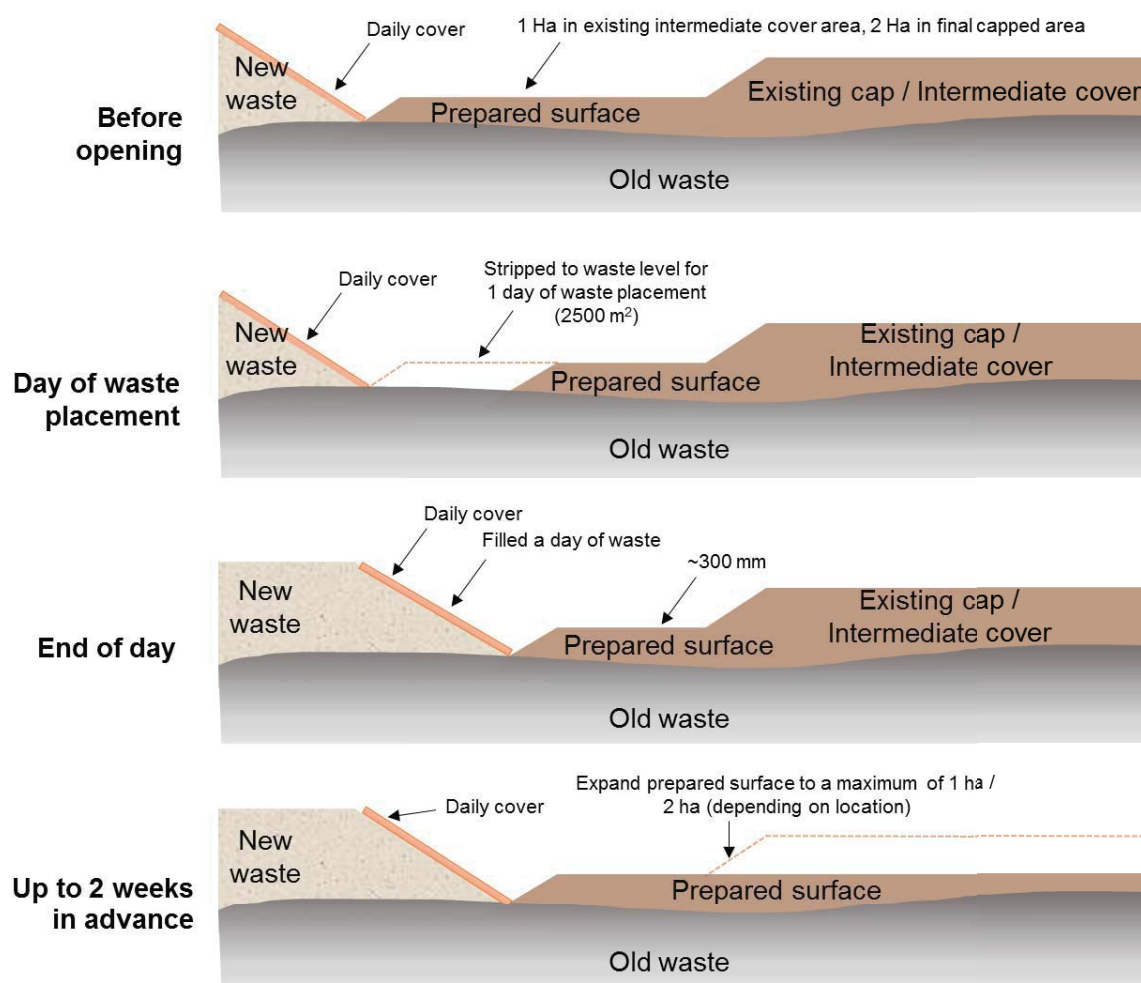 Daily cover
1 Ha in existing intermediate cover area, 2 Ha in final capped area
New
waste
Before
opening
Prepared surface
Existing cap / Intermediate cover
Old waste
Daily cover
Stripped to waste level for
1 day of waste placement
(2500 m²)
New
waste
Day of waste
placement
Prepared surface
Existing cap /
Intermediate cover
Old waste
Daily cover
Filled a day of waste
~300 mm
New
waste
End of day
Prepared surface
Existing cap /
Intermediate cover
Old waste
Expand prepared surface to a maximum of 1 ha /
2 ha (depending on location)
Daily cover
New
waste
Up to 2 weeks
in advance
Prepared surface
Old waste